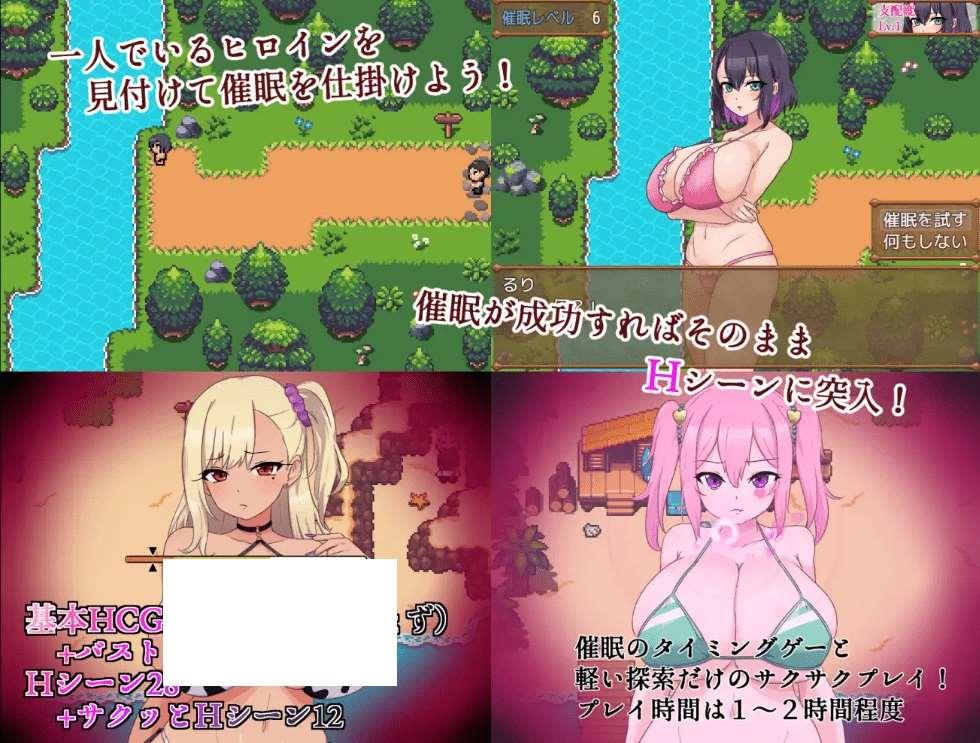 一人でいるヒロインを
見付けて催眠を仕掛けよう！
催眠レベル 6
支配度
Lv.1
催眠を試す
何もしない
るり
催眠が成功すればそのまま
Hシーンに突入！
基本HCG
ず）
+バスト
Hシーン28
+サクッとHシーン12
催眠のタイミングゲーと
軽い探索だけのサクサクプレイ！
プレイ時間は１～２時間程度